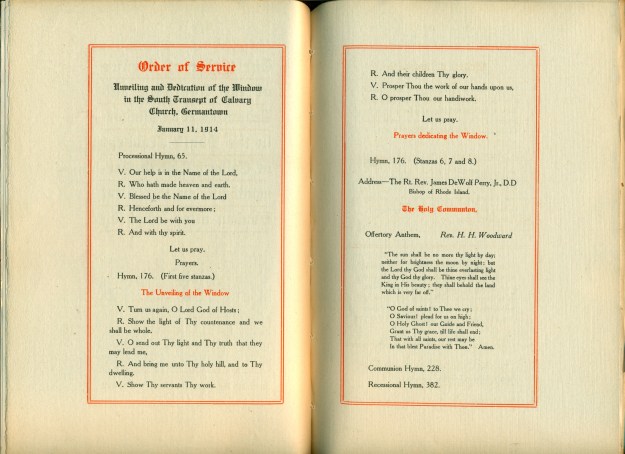 Order of Service
Unveiling and Dedication of the Window
in the South Transept of Calvary
Church, Germantown
January 11, 1914
Processional Hymn, 65.
V. Our help is in the Name of the Lord,
R. Who hath made heaven and earth.
V. Blessed be the Name of the Lord
R. Henceforth and for evermore;
V. The Lord be with you
R. And with thy spirit.
Let us pray.
Prayers.
Hymn, 176. (First five stanzas.)
The Unveiling of the Window
V. Turn us again, O Lord God of Hosts;
R. Show the light of Thy countenance and we
shall be whole.
V. O send out Thy light and Thy truth that they
may lead me,
R. And bring me unto Thy holy hill, and to Thy
dwelling.
V. Show Thy servants Thy work.
R. And their children Thy glory.
V. Prosper Thou the work of our hands upon us,
R. O prosper Thou our handiwork.
Let us pray.
Prayers dedicating the Window.
Hymn, 176. (Stanzas 6, 7 and 8.)
Address—The Rt. Rev. James DeWolf Perry, Jr., D.D
Bishop of Rhode Island.
The Holy Communion,
Offertory Anthem, Rev. H. H. Woodward
"The sun shall be no more thy light by day;
neither for brightness the moon by night; but
the Lord thy God shall be thine everlasting light
and thy God thy glory. Thine eyes shall see the
King in His beauty; they shall behold the land
which is very far off."
"O God of saints! to Thee we cry;
O Saviour! plead for us on high;
O Holy Ghost! our Guide and Friend,
Grant us Thy grace, till life shall end;
That with all saints, our rest may be
In that blest Paradise with Thee." Amen.
Communion Hymn, 228.
Recessional Hymn, 382.